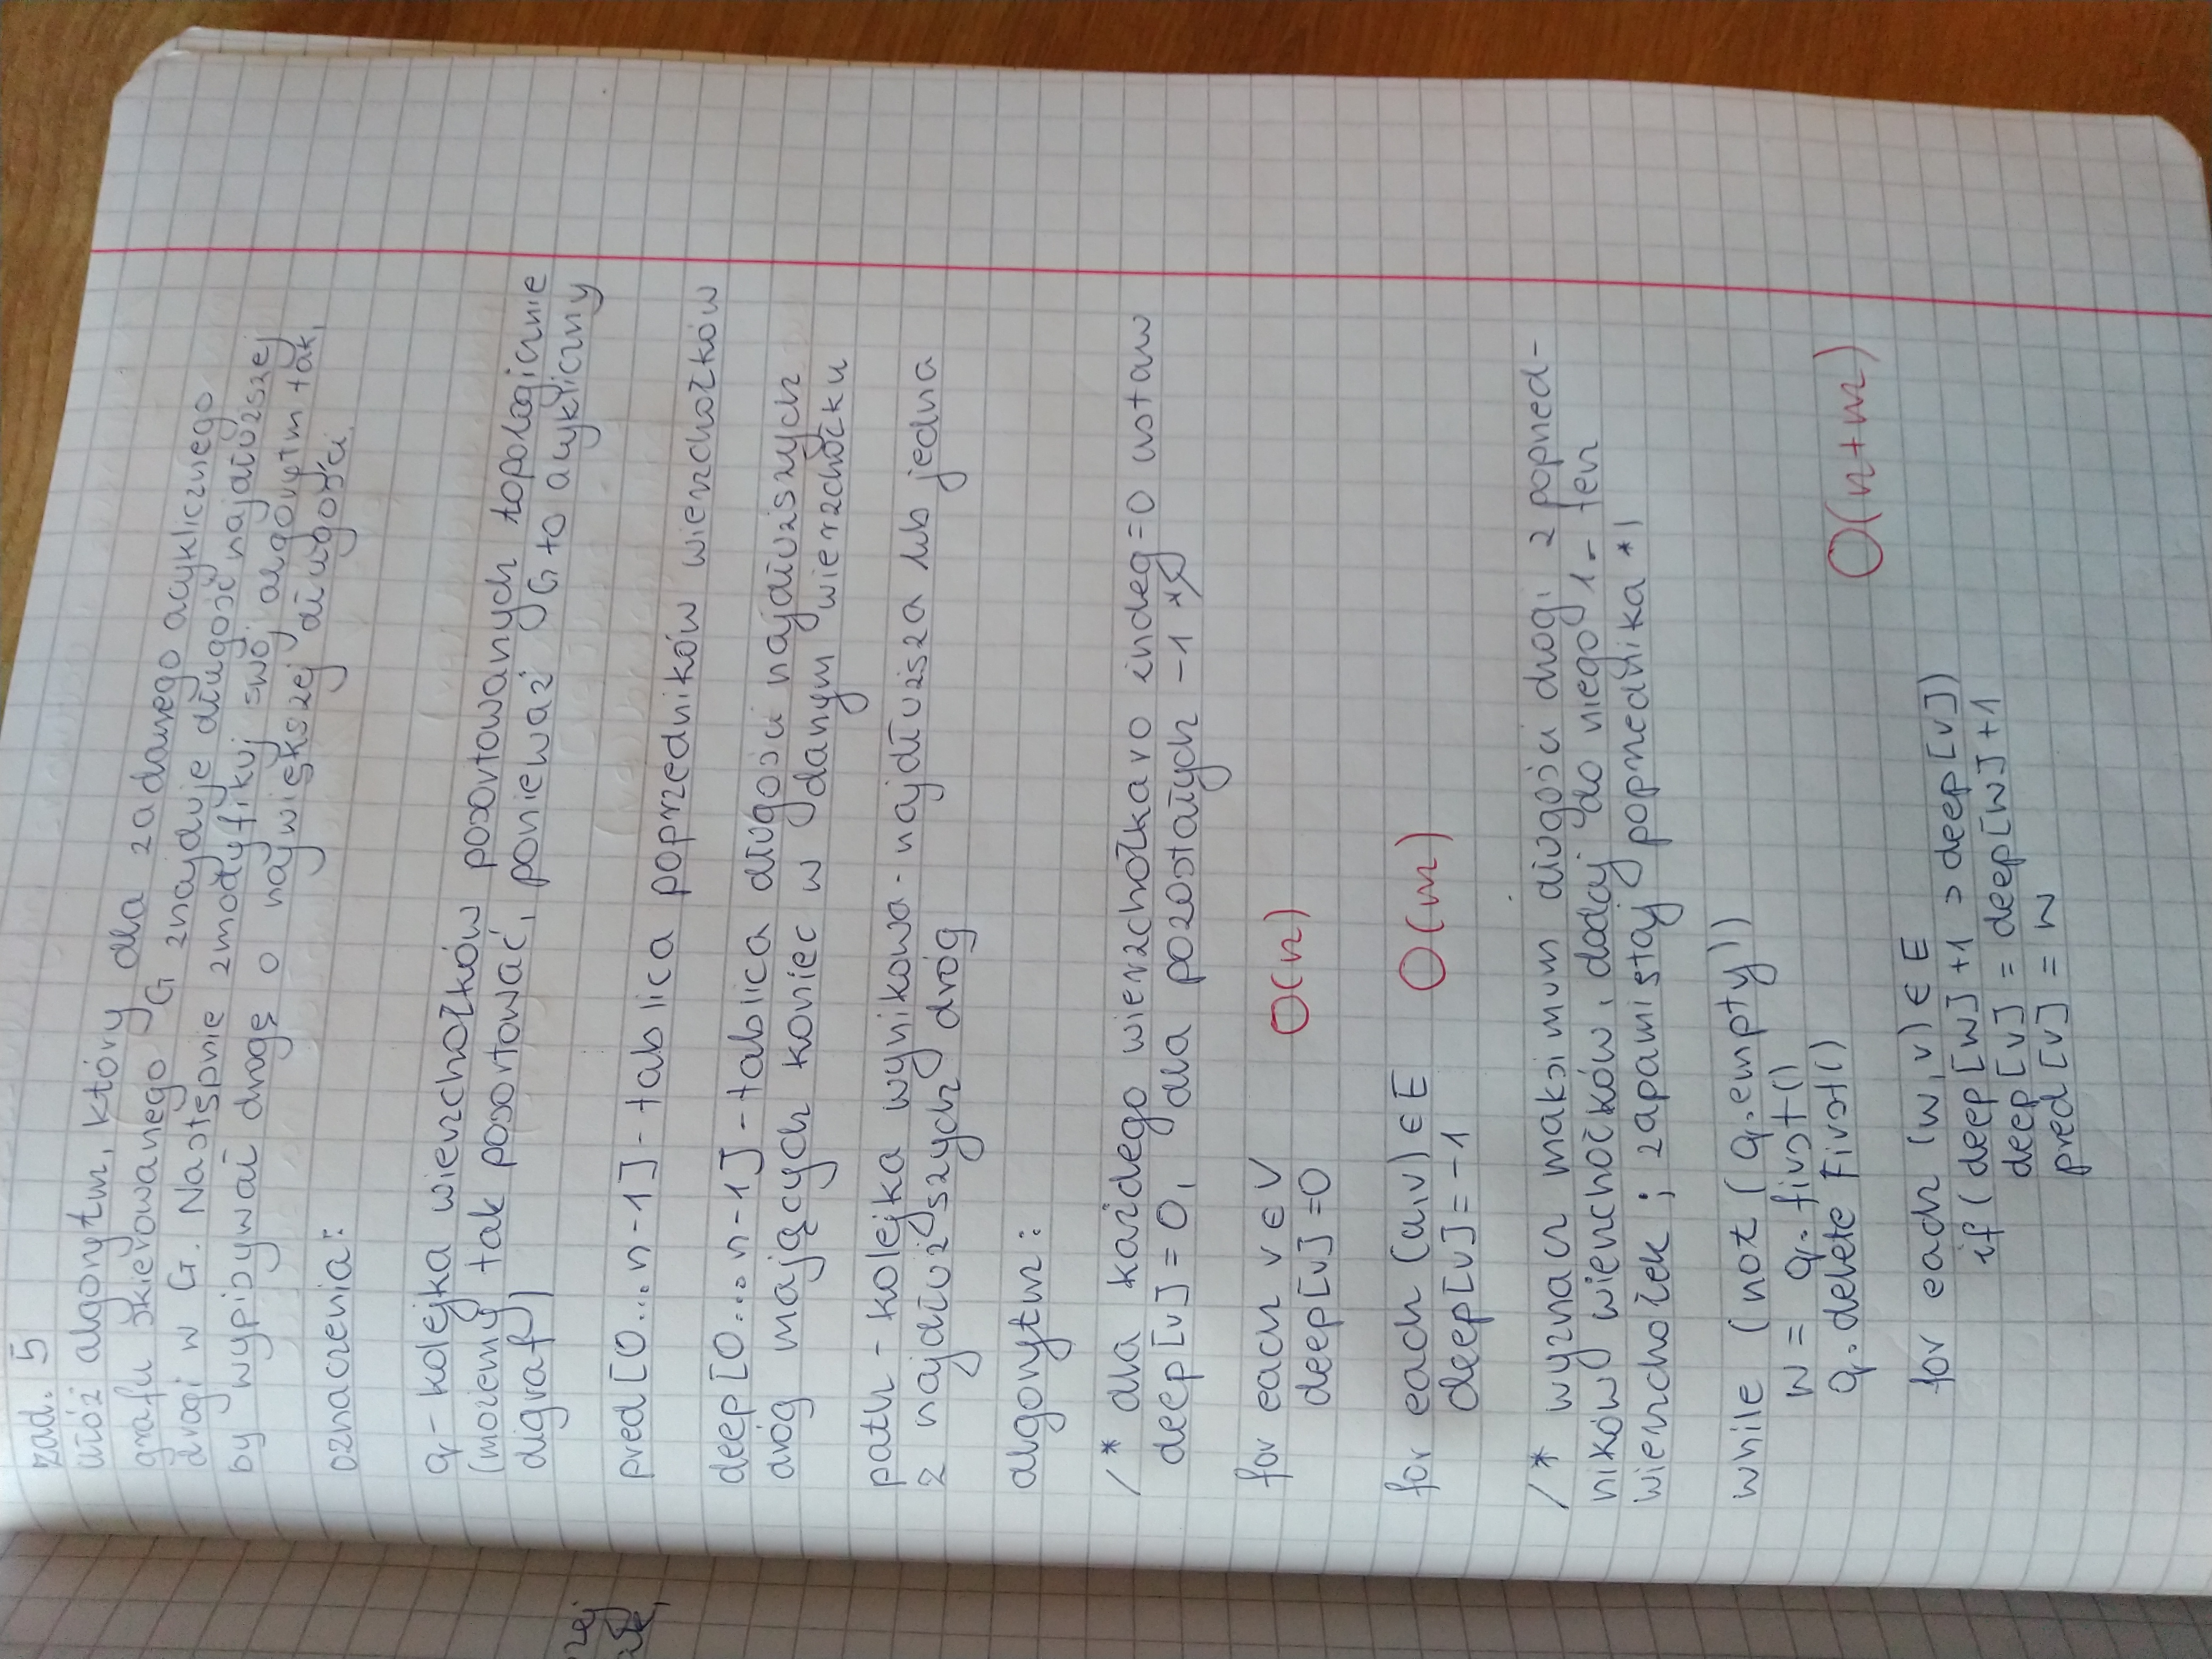 zad. 5
Ułóż algorytm, który dla zadanego acyklicznego
grafu skierowanego G znajduje długość najdłuższej
drogi w G. Następnie zmodyfikuj swój algorytm tak,
by wypisywał drogę o największej długości.
oznaczenia:
q - kolejka wierzchołków posortowanych topologicznie
(możemy tak posortować, ponieważ G to acykliczny
digraf)
pred[0...n-1] - tablica poprzedników wierzchołków
deep[0...n-1] - tablica długości najdłuższych
dróg mających koniec w danym wierzchołku
path - kolejka wynikowa - najdłuższa lub jedna
z najdłuższych dróg
algorytm:
/* dla każdego wierzchołka v o indeg=0 ustaw
deep[v] = 0, dla pozostałych -1 */
for each v ∈ V O(n)
deep[v] = 0
for each (u,v) ∈ E O(m)
deep[v] = -1
/* wyznacz maksimum długości drogi z poprzed-
ników wierzchołków, dodaj do niego 1 - ten
wierzchołek ; zapamiętaj poprzednika */
while (not (q.empty))
w = q.first()
q.delete First()
O(n+m)
for each (w,v) ∈ E
if (deep[w] +1 > deep[v])
deep[v] = deep[w] +1
pred[v] = w